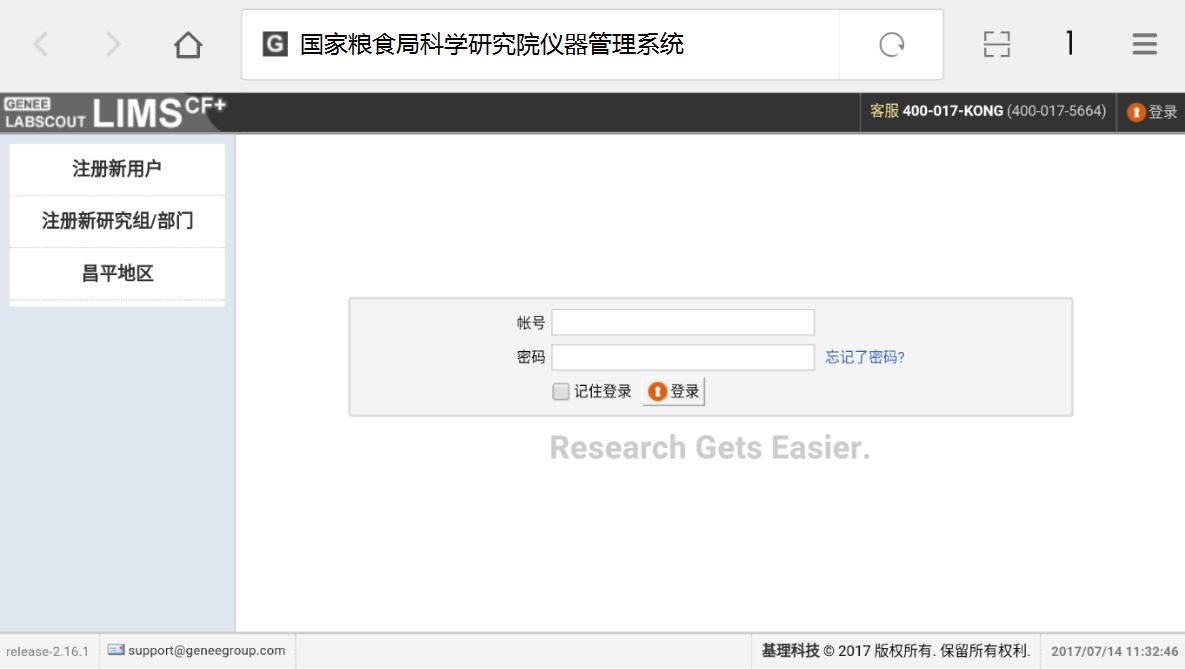 国家粮食局科学研究院仪器管理系统
1
GENEE
LABSCOUT LIMS CF+
客服 400-017-KONG (400-017-5664)
登录
注册新用户
注册新研究组/部门
昌平地区
帐号
密码 忘记了密码?
记住登录 登录
Research Gets Easier.
release-2.16.1 support@geneegroup.com 基理科技 © 2017 版权所有. 保留所有权利. 2017/07/14 11:32:46